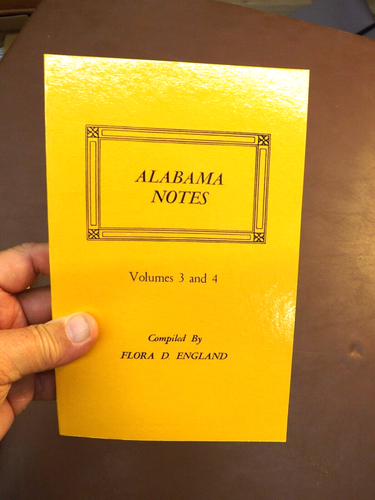 ALABAMA
NOTES
Volumes 3 and 4
Compiled By
FLORA D. ENGLAND